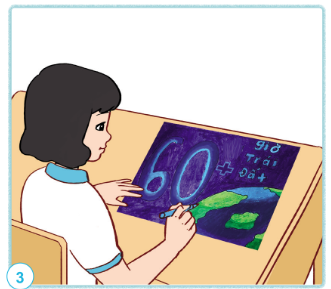 60+
giờ
Trái
Đất
3